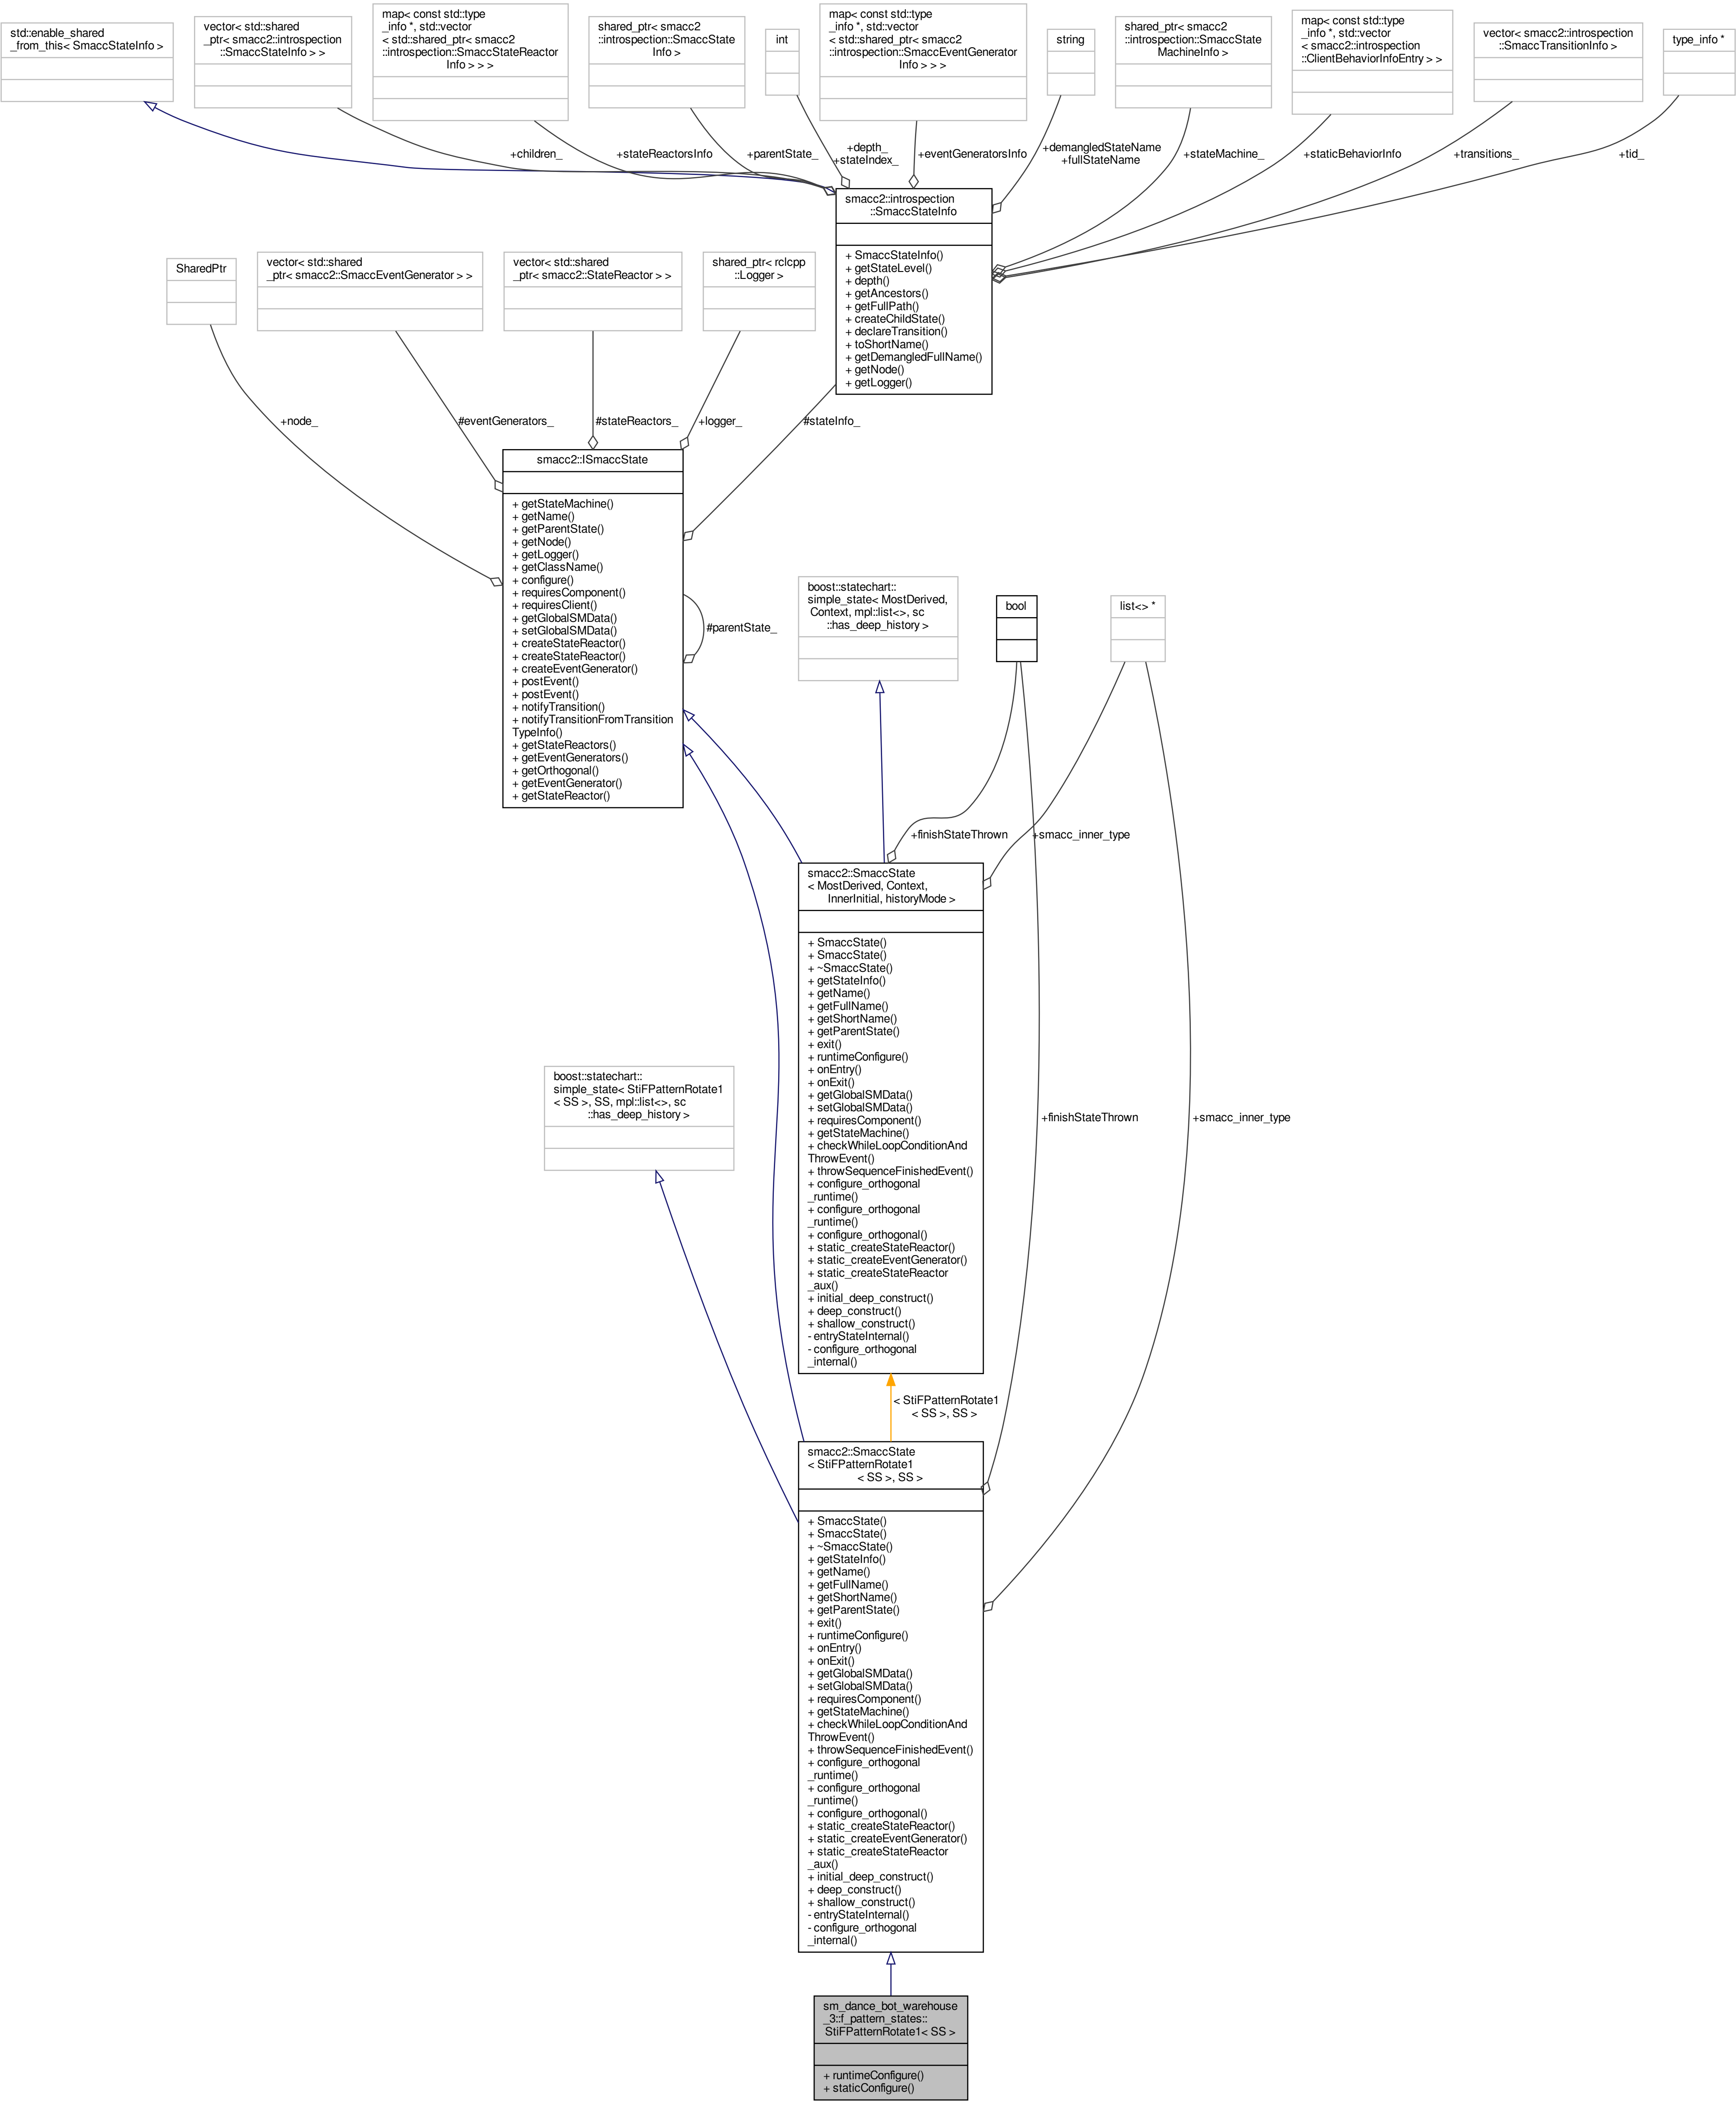 std::enable_shared
_from_this< SmaccStateInfo >
vector< std::shared
_ptr< smacc2::introspection
::SmaccStateInfo > >
map< const std::type
_info *, std::vector
< std::shared_ptr< smacc2
::introspection::SmaccStateReactor
Info > > >
shared_ptr< smacc2
::introspection::SmaccState
Info >
int
map< const std::type
_info *, std::vector
< std::shared_ptr< smacc2
::introspection::SmaccEventGenerator
Info > > >
string
shared_ptr< smacc2
::introspection::SmaccState
MachineInfo >
map< const std::type
_info *, std::vector
< smacc2::introspection
::ClientBehaviorInfoEntry > >
vector< smacc2::introspection
::SmaccTransitionInfo >
type_info *
+children_
+stateReactorsInfo
+parentState_
+depth_
+stateIndex_
+eventGeneratorsInfo
+demangledStateName
+fullStateName
+stateMachine_
+staticBehaviorInfo
+transitions_
+tid_
smacc2::introspection
::SmaccStateInfo
+ SmaccStateInfo()
+ getStateLevel()
+ depth()
+ getAncestors()
+ getFullPath()
+ createChildState()
+ declareTransition()
+ toShortName()
+ getDemangledFullName()
+ getNode()
+ getLogger()
SharedPtr
vector< std::shared
_ptr< smacc2::SmaccEventGenerator > >
vector< std::shared
_ptr< smacc2::StateReactor > >
shared_ptr< rclcpp
::Logger >
+node_
#eventGenerators_
#stateReactors_
+logger_
#stateInfo_
smacc2::ISmaccState
+ getStateMachine()
+ getName()
+ getParentState()
+ getNode()
+ getLogger()
+ getClassName()
+ configure()
+ requiresComponent()
+ requiresClient()
+ getGlobalSMData()
+ setGlobalSMData()
+ createStateReactor()
+ createStateReactor()
+ createEventGenerator()
+ postEvent()
+ postEvent()
+ notifyTransition()
+ notifyTransitionFromTransition
TypeInfo()
+ getStateReactors()
+ getEventGenerators()
+ getOrthogonal()
+ getEventGenerator()
+ getStateReactor()
#parentState_
boost::statechart::
simple_state< MostDerived,
Context, mpl::list<>, sc
::has_deep_history >
bool
list<> *
+finishStateThrown
+smacc_inner_type
smacc2::SmaccState
< MostDerived, Context,
InnerInitial, historyMode >
+ SmaccState()
+ SmaccState()
+ ~SmaccState()
+ getStateInfo()
+ getName()
+ getFullName()
+ getShortName()
+ getParentState()
+ exit()
+ runtimeConfigure()
+ onEntry()
+ onExit()
+ getGlobalSMData()
+ setGlobalSMData()
+ requiresComponent()
+ getStateMachine()
+ checkWhileLoopConditionAnd
ThrowEvent()
+ throwSequenceFinishedEvent()
+ configure_orthogonal
_runtime()
+ configure_orthogonal
_runtime()
+ configure_orthogonal()
+ static_createStateReactor()
+ static_createEventGenerator()
+ static_createStateReactor
_aux()
+ initial_deep_construct()
+ deep_construct()
+ shallow_construct()
- entryStateInternal()
- configure_orthogonal
_internal()
boost::statechart::
simple_state< StiFPatternRotate1
< SS >, SS, mpl::list<>, sc
::has_deep_history >
+finishStateThrown
+smacc_inner_type
< StiFPatternRotate1
< SS >, SS >
smacc2::SmaccState
< StiFPatternRotate1
< SS >, SS >
+ SmaccState()
+ SmaccState()
+ ~SmaccState()
+ getStateInfo()
+ getName()
+ getFullName()
+ getShortName()
+ getParentState()
+ exit()
+ runtimeConfigure()
+ onEntry()
+ onExit()
+ getGlobalSMData()
+ setGlobalSMData()
+ requiresComponent()
+ getStateMachine()
+ checkWhileLoopConditionAnd
ThrowEvent()
+ throwSequenceFinishedEvent()
+ configure_orthogonal
_runtime()
+ configure_orthogonal
_runtime()
+ configure_orthogonal()
+ static_createStateReactor()
+ static_createEventGenerator()
+ static_createStateReactor
_aux()
+ initial_deep_construct()
+ deep_construct()
+ shallow_construct()
- entryStateInternal()
- configure_orthogonal
_internal()
sm_dance_bot_warehouse
_3::f_pattern_states::
StiFPatternRotate1< SS >
+ runtimeConfigure()
+ staticConfigure()